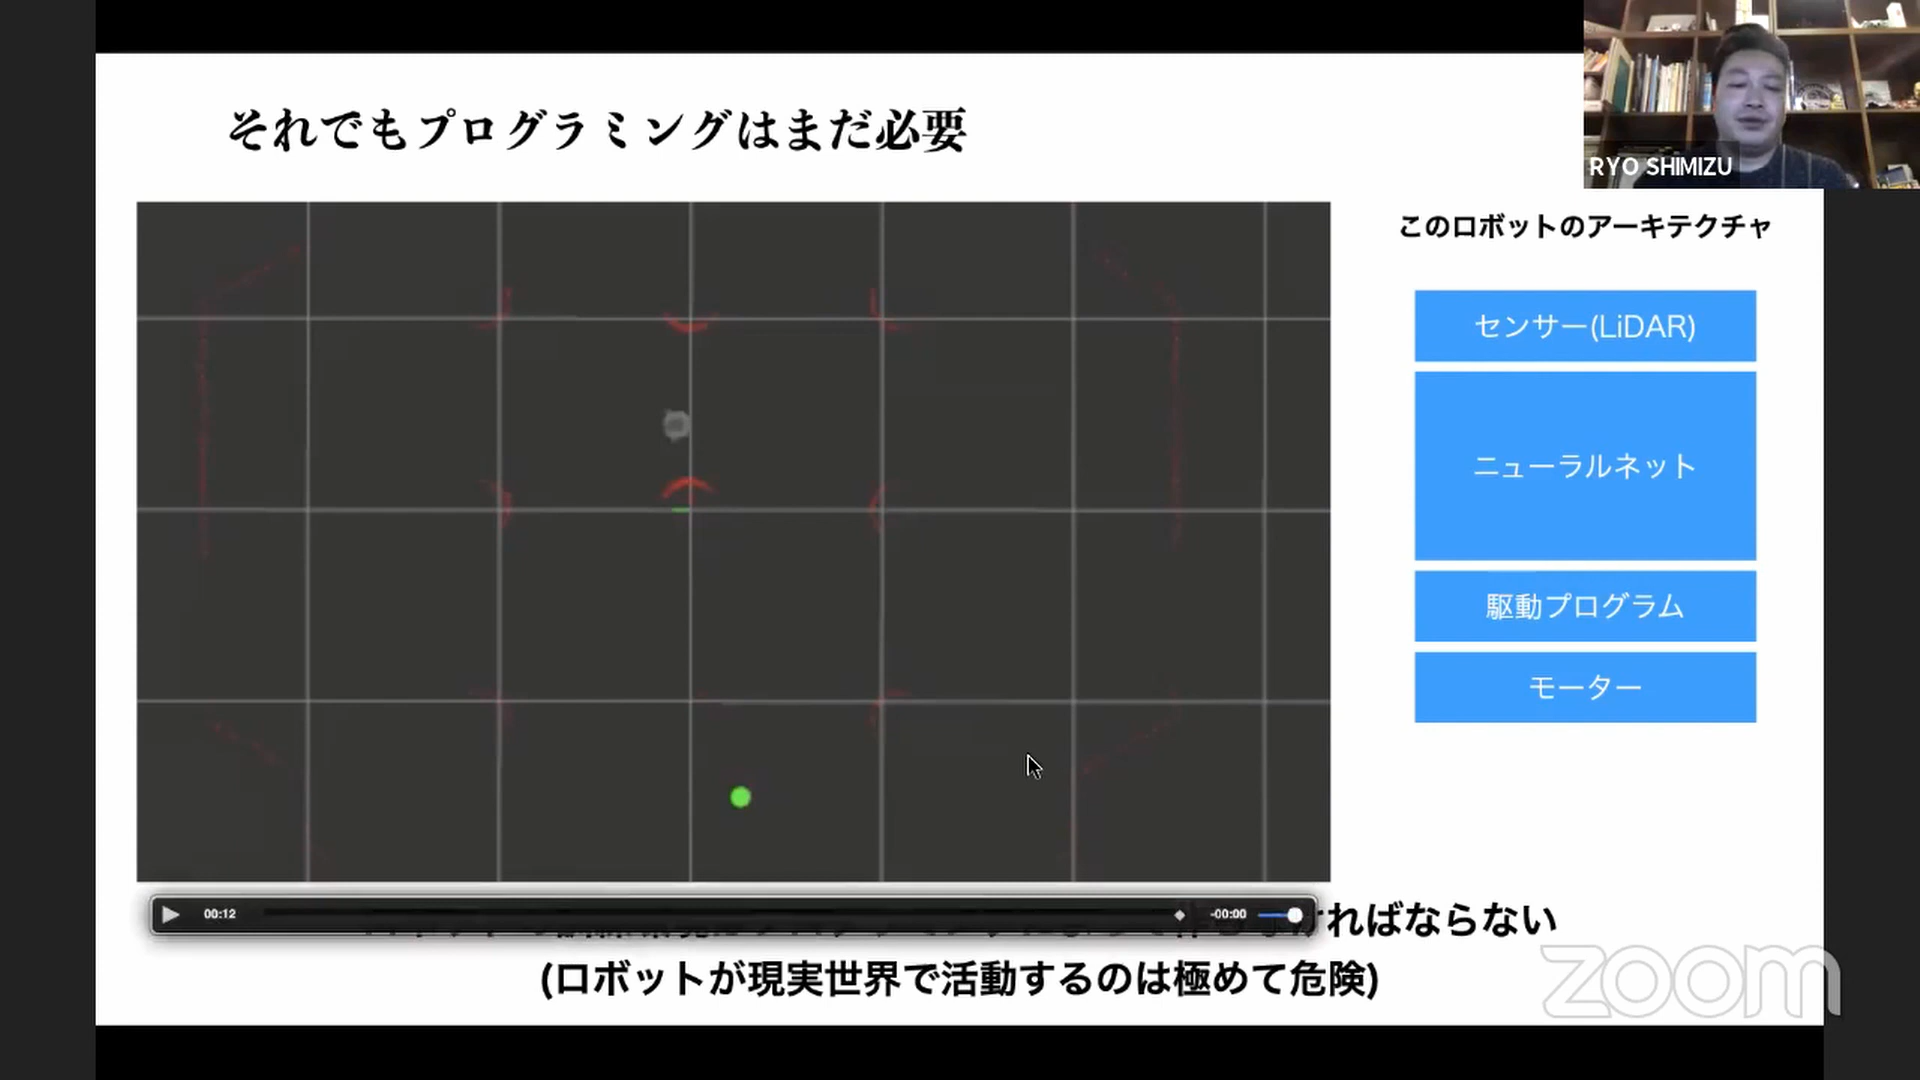 それでもプログラミングはまだ必要
RYO SHIMIZU
このロボットのアーキテクチャ
センサー(LiDAR)
ニューラルネット
駆動プログラム
モーター
00:12
-00:00
ければならない
(ロボットが現実世界で活動するのは極めて危険)
zoom